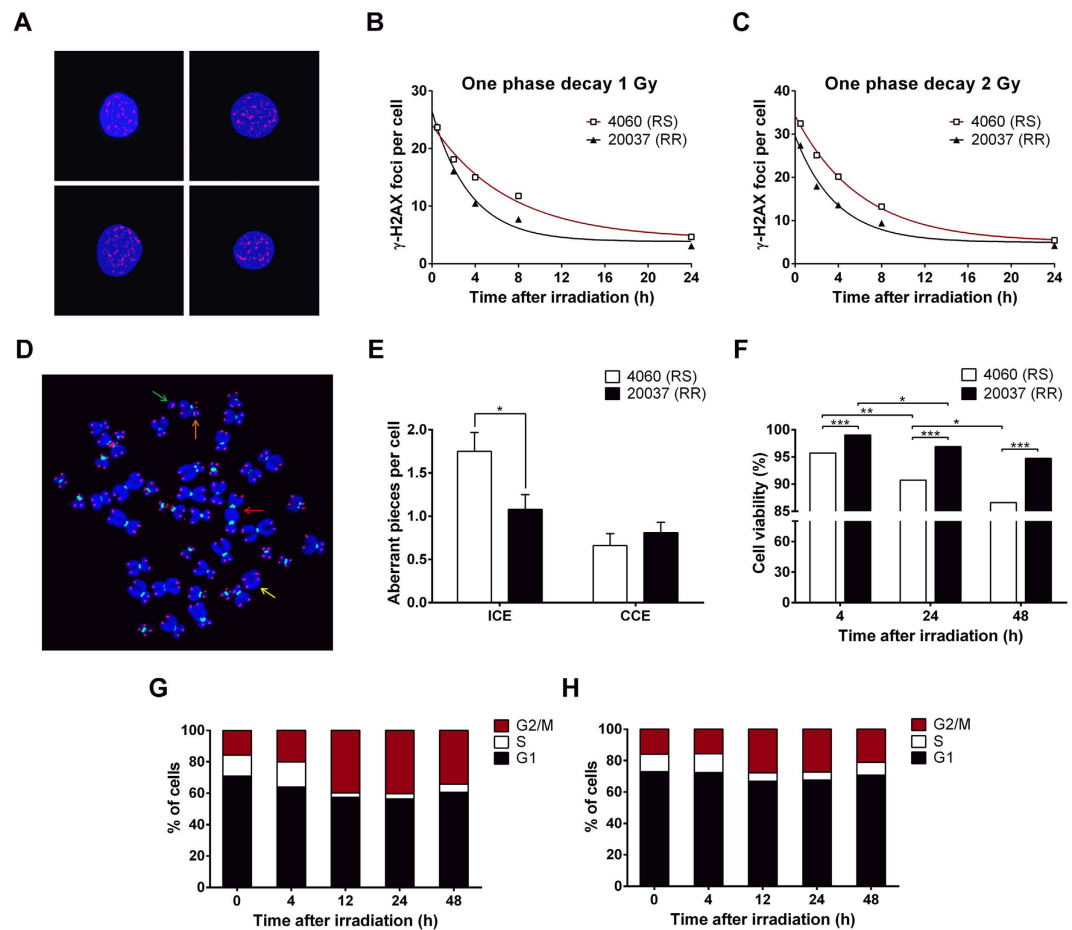 A
B
One phase decay 1 Gy
4060 (RS)
20037 (RR)
γ-H2AX foci per cell
40
30
20
10
0
0 4 8 12 16 20 24
Time after irradiation (h)
C
One phase decay 2 Gy
4060 (RS)
20037 (RR)
γ-H2AX foci per cell
40
30
20
10
0
0 4 8 12 16 20 24
Time after irradiation (h)
D
E
4060 (RS)
20037 (RR)
Aberrant pieces per cell
2.0
1.5
1.0
0.5
0.0
*
ICE CCE
F
4060 (RS)
20037 (RR)
Cell viability (%)
100
95
90
85
60
30
0
*
** *
*** *** ***
4 24 48
Time after irradiation (h)
G
G2/M
S
G1
% of cells
100
80
60
40
20
0
0 4 12 24 48
Time after irradiation (h)
H
G2/M
S
G1
% of cells
100
80
60
40
20
0
0 4 12 24 48
Time after irradiation (h)